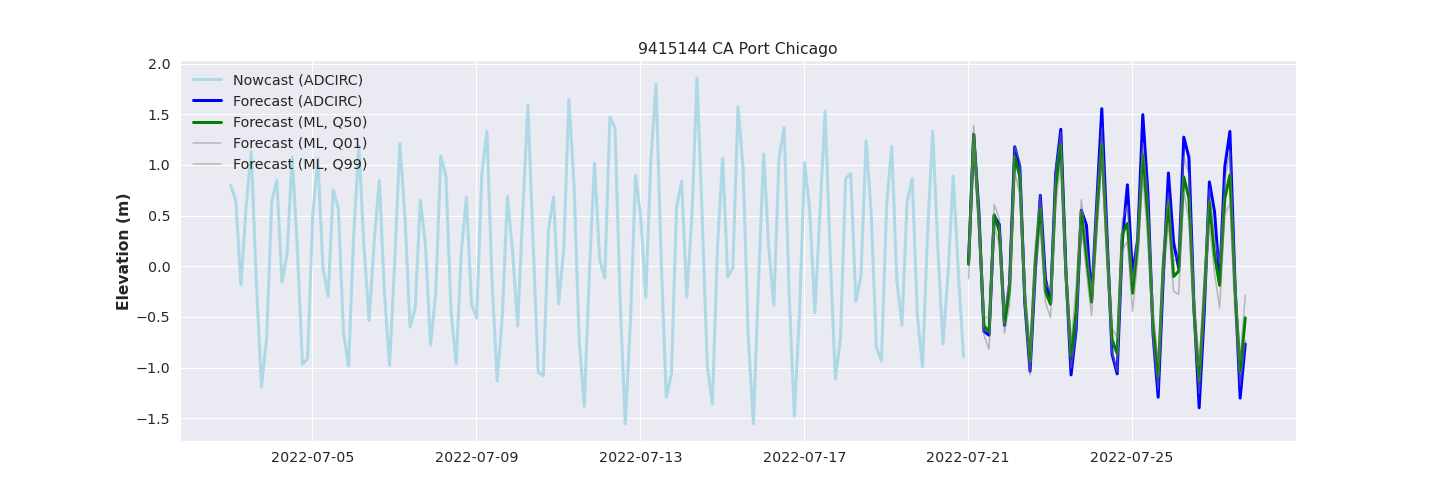 9415144 CA Port Chicago
2.0
1.5
1.0
0.5
0.0
−0.5
−1.0
−1.5
Elevation (m)
Nowcast (ADCIRC)
Forecast (ADCIRC)
Forecast (ML, Q50)
Forecast (ML, Q01)
Forecast (ML, Q99)
2022-07-05
2022-07-09
2022-07-13
2022-07-17
2022-07-21
2022-07-25